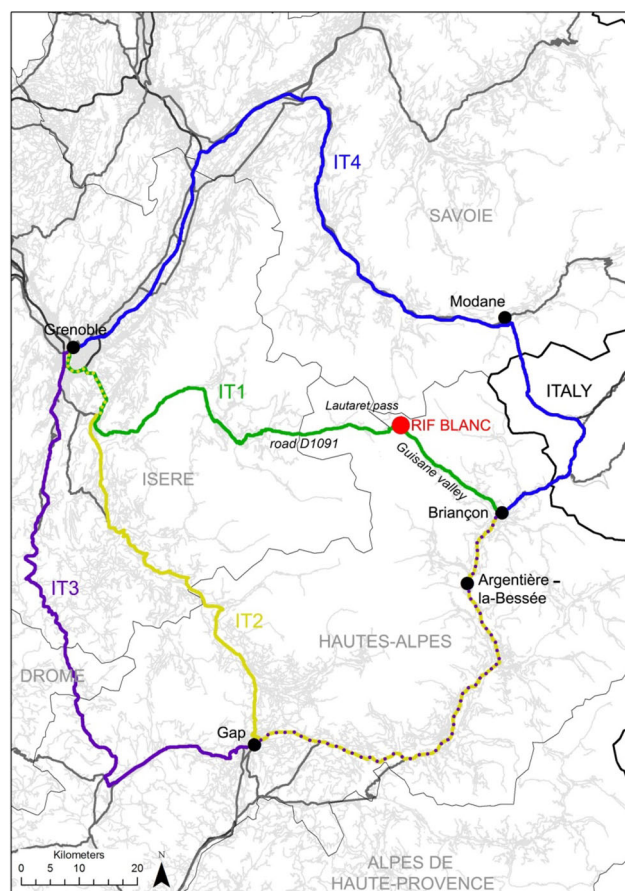 IT4
SAVOIE
Modane
Grenoble
ITALY
IT1
Lautaret pass
RIF BLANC
road D1091
Guisane valley
ISERE
Briançon
Argentière -
la-Bessée
IT3
IT2
HAUTES-ALPES
DROME
Gap
Kilometers
0 5 10 20
N
ALPES DE
HAUTE-PROVENCE